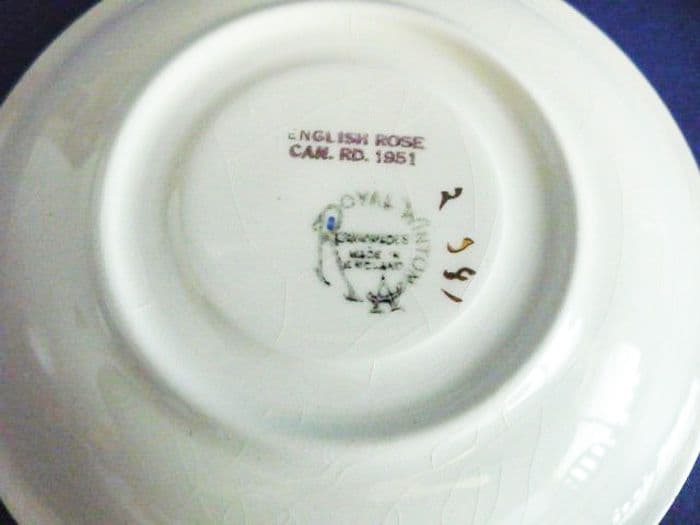 ENGLISH ROSE
CAN. RD. 1951
ROYAL WINTON
GRIMWADES
MADE IN
ENGLAND